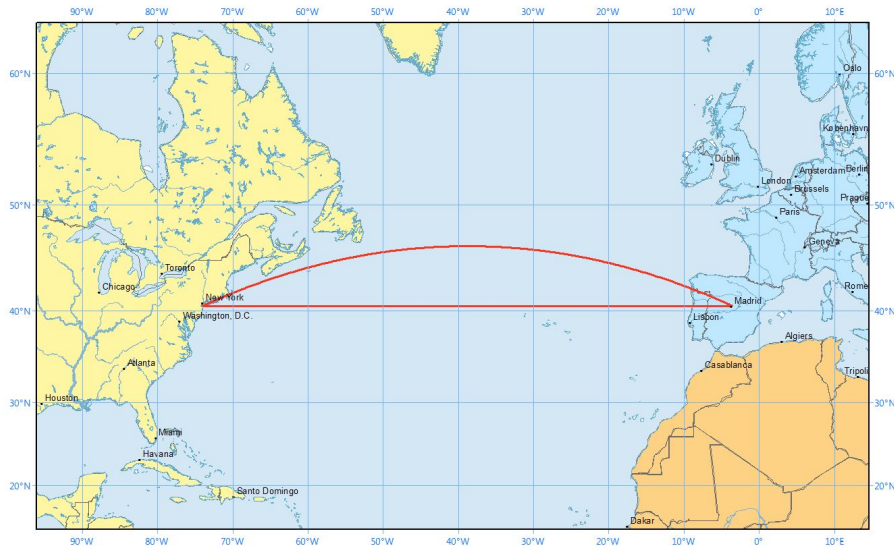 60°N
60°N
Oslo
København
Dublin
London
Amsterdam
Berlin
Brussels
50°N
Prague
50°N
Paris
Geneva
Toronto
Chicago
New York
Madrid
Rome
40°N
40°N
Washington, D.C.
Lisbon
Algiers
Atlanta
Casablanca
Tripoli
Houston
30°N
30°N
Miami
Havana
20°N
Santo Domingo
20°N
Dakar
90°W
80°W
70°W
60°W
50°W
40°W
30°W
20°W
10°W
0°
10°E
90°W
80°W
70°W
60°W
50°W
40°W
30°W
20°W
10°W
0°
10°E